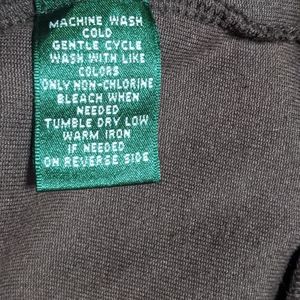 MACHINE WASH
COLD
GENTLE CYCLE
WASH WITH LIKE
COLORS
ONLY NON-CHLORINE
BLEACH WHEN
NEEDED
TUMBLE DRY LOW
WARM IRON
IF NEEDED
ON REVERSE SIDE